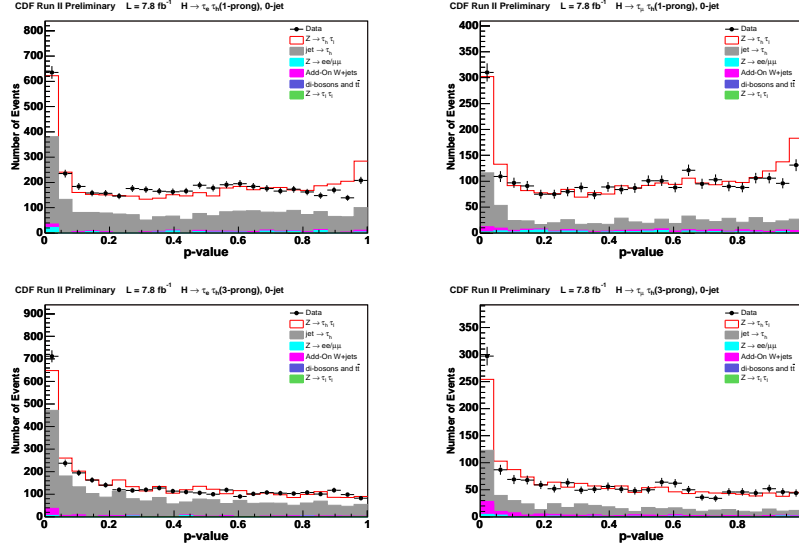 CDF Run II Preliminary L = 7.8 fb⁻¹ H → τₑ τₕ(1-prong), 0-jet
Number of Events
800
700
600
500
400
300
200
100
0
Data
Z → τₕ τₗ
jet → τₕ
Z → ee/μμ
Add-On W+jets
di-bosons and tt̄
Z → τₗ τₗ
0 0.2 0.4 0.6 0.8 1
p-value
CDF Run II Preliminary L = 7.8 fb⁻¹ H → τ_μ τₕ(1-prong), 0-jet
Number of Events
400
350
300
250
200
150
100
50
0
Data
Z → τₕ τₗ
jet → τₕ
Z → ee/μμ
Add-On W+jets
di-bosons and tt̄
Z → τₗ τₗ
0 0.2 0.4 0.6 0.8
p-value
CDF Run II Preliminary L = 7.8 fb⁻¹ H → τₑ τₕ(3-prong), 0-jet
Number of Events
900
800
700
600
500
400
300
200
100
0
Data
Z → τₕ τₗ
jet → τₕ
Z → ee/μμ
Add-On W+jets
di-bosons and tt̄
Z → τₗ τₗ
0 0.2 0.4 0.6 0.8 1
p-value
CDF Run II Preliminary L = 7.8 fb⁻¹ H → τ_μ τₕ(3-prong), 0-jet
Number of Events
350
300
250
200
150
100
50
0
Data
Z → τₕ τₗ
jet → τₕ
Z → ee/μμ
Add-On W+jets
di-bosons and tt̄
Z → τₗ τₗ
0 0.2 0.4 0.6 0.8
p-value